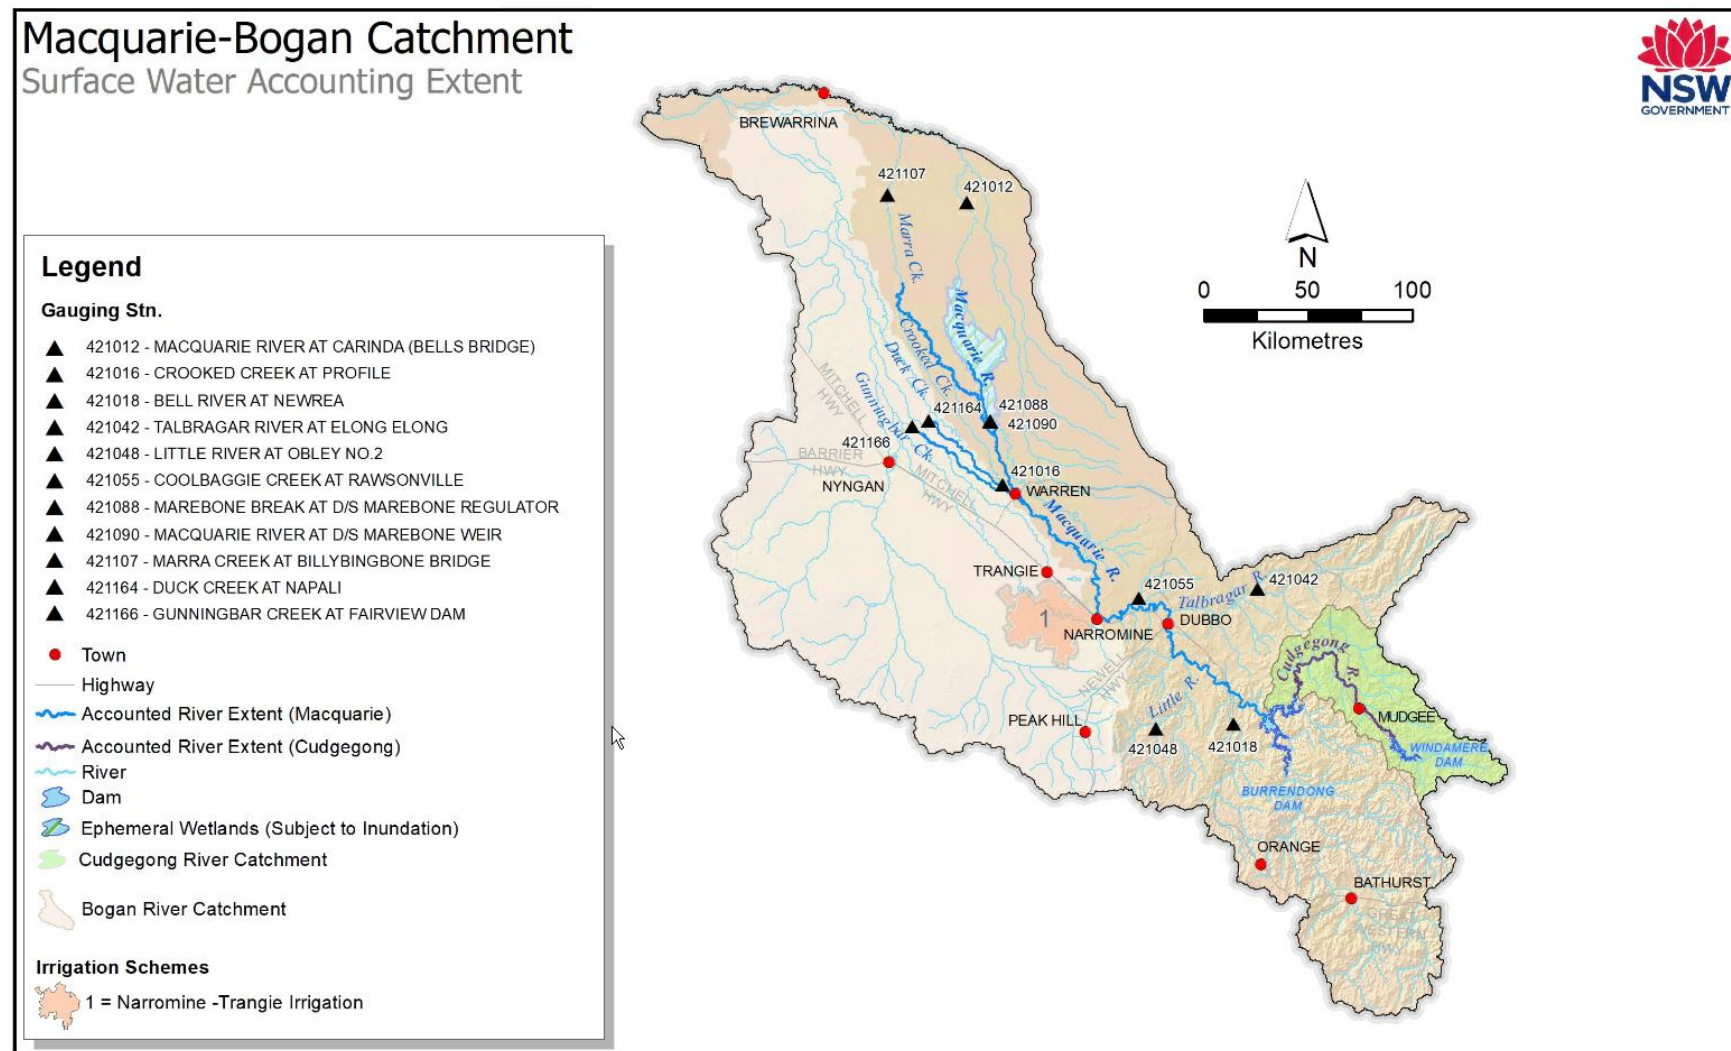 Macquarie-Bogan Catchment
Surface Water Accounting Extent
NSW
GOVERNMENT
Legend
Gauging Stn.
421012 - MACQUARIE RIVER AT CARINDA (BELLS BRIDGE)
421016 - CROOKED CREEK AT PROFILE
421018 - BELL RIVER AT NEWREA
421042 - TALBRAGAR RIVER AT ELONG ELONG
421048 - LITTLE RIVER AT OBLEY NO.2
421055 - COOLBAGGIE CREEK AT RAWSONVILLE
421088 - MAREBONE BREAK AT D/S MAREBONE REGULATOR
421090 - MACQUARIE RIVER AT D/S MAREBONE WEIR
421107 - MARRA CREEK AT BILLYBINGBONE BRIDGE
421164 - DUCK CREEK AT NAPALI
421166 - GUNNINGBAR CREEK AT FAIRVIEW DAM
Town
Highway
Accounted River Extent (Macquarie)
Accounted River Extent (Cudgegong)
River
Dam
Ephemeral Wetlands (Subject to Inundation)
Cudgegong River Catchment
Bogan River Catchment
Irrigation Schemes
1 = Narromine -Trangie Irrigation
N
0 50 100
Kilometres
BREWARRINA
421107
421012
Marra Ck.
Macquarie R.
Crooked Ck.
Duck Ck.
Gunningbar Ck.
MITCHELL
HWY
421164
421088
421090
421166
BARRIER
HWY
NYNGAN
MITCHELL
HWY
421016
WARREN
Macquarie R.
TRANGIE
421055
Talbragar R.
421042
1
NARROMINE
DUBBO
NEWELL
HWY
Cudgegong R.
Little R.
PEAK HILL
421048
421018
MUDGEE
WINDAMERE
DAM
BURRENDONG
DAM
ORANGE
BATHURST
GREAT
WESTERN
HWY